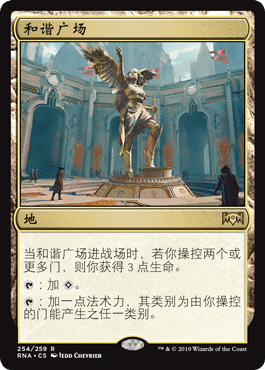 和谐广场
地
当和谐广场进战场时，若你操控两个或
更多门，则你获得3点生命。
：加。
：加一点法术力，其类别为由你操控
的门能产生之任一类别。
254/259 R
RNA • CS JEDD CHEVRIER
™ & © 2019 Wizards of the Coast